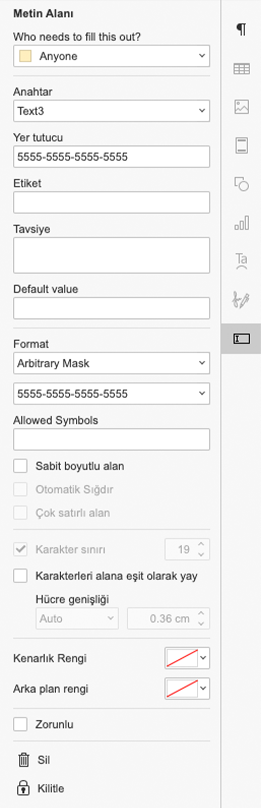 Metin Alanı
Who needs to fill this out?
Anyone
Anahtar
Text3
Yer tutucu
5555-5555-5555-5555
Etiket
Tavsiye
Default value
Format
Arbitrary Mask
5555-5555-5555-5555
Allowed Symbols
Sabit boyutlu alan
Otomatik Sığdır
Çok satırlı alan
Karakter sınırı 19
Karakterleri alana eşit olarak yay
Hücre genişliği
Auto 0.36 cm
Kenarlık Rengi
Arka plan rengi
Zorunlu
Sil
Kilitle
Ta